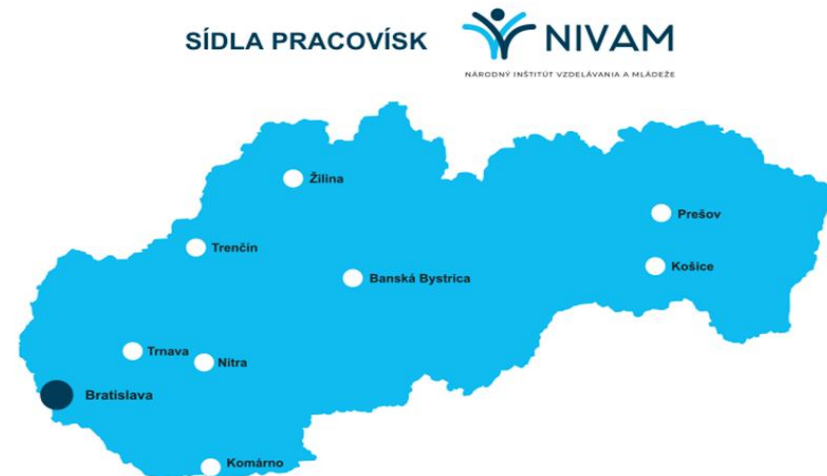 SÍDLA PRACOVÍSK
NIVAM
NÁRODNÝ INŠTITÚT VZDELÁVANIA A MLÁDEŽE
Žilina
Prešov
Trenčín
Košice
Banská Bystrica
Trnava
Nitra
Bratislava
Komárno